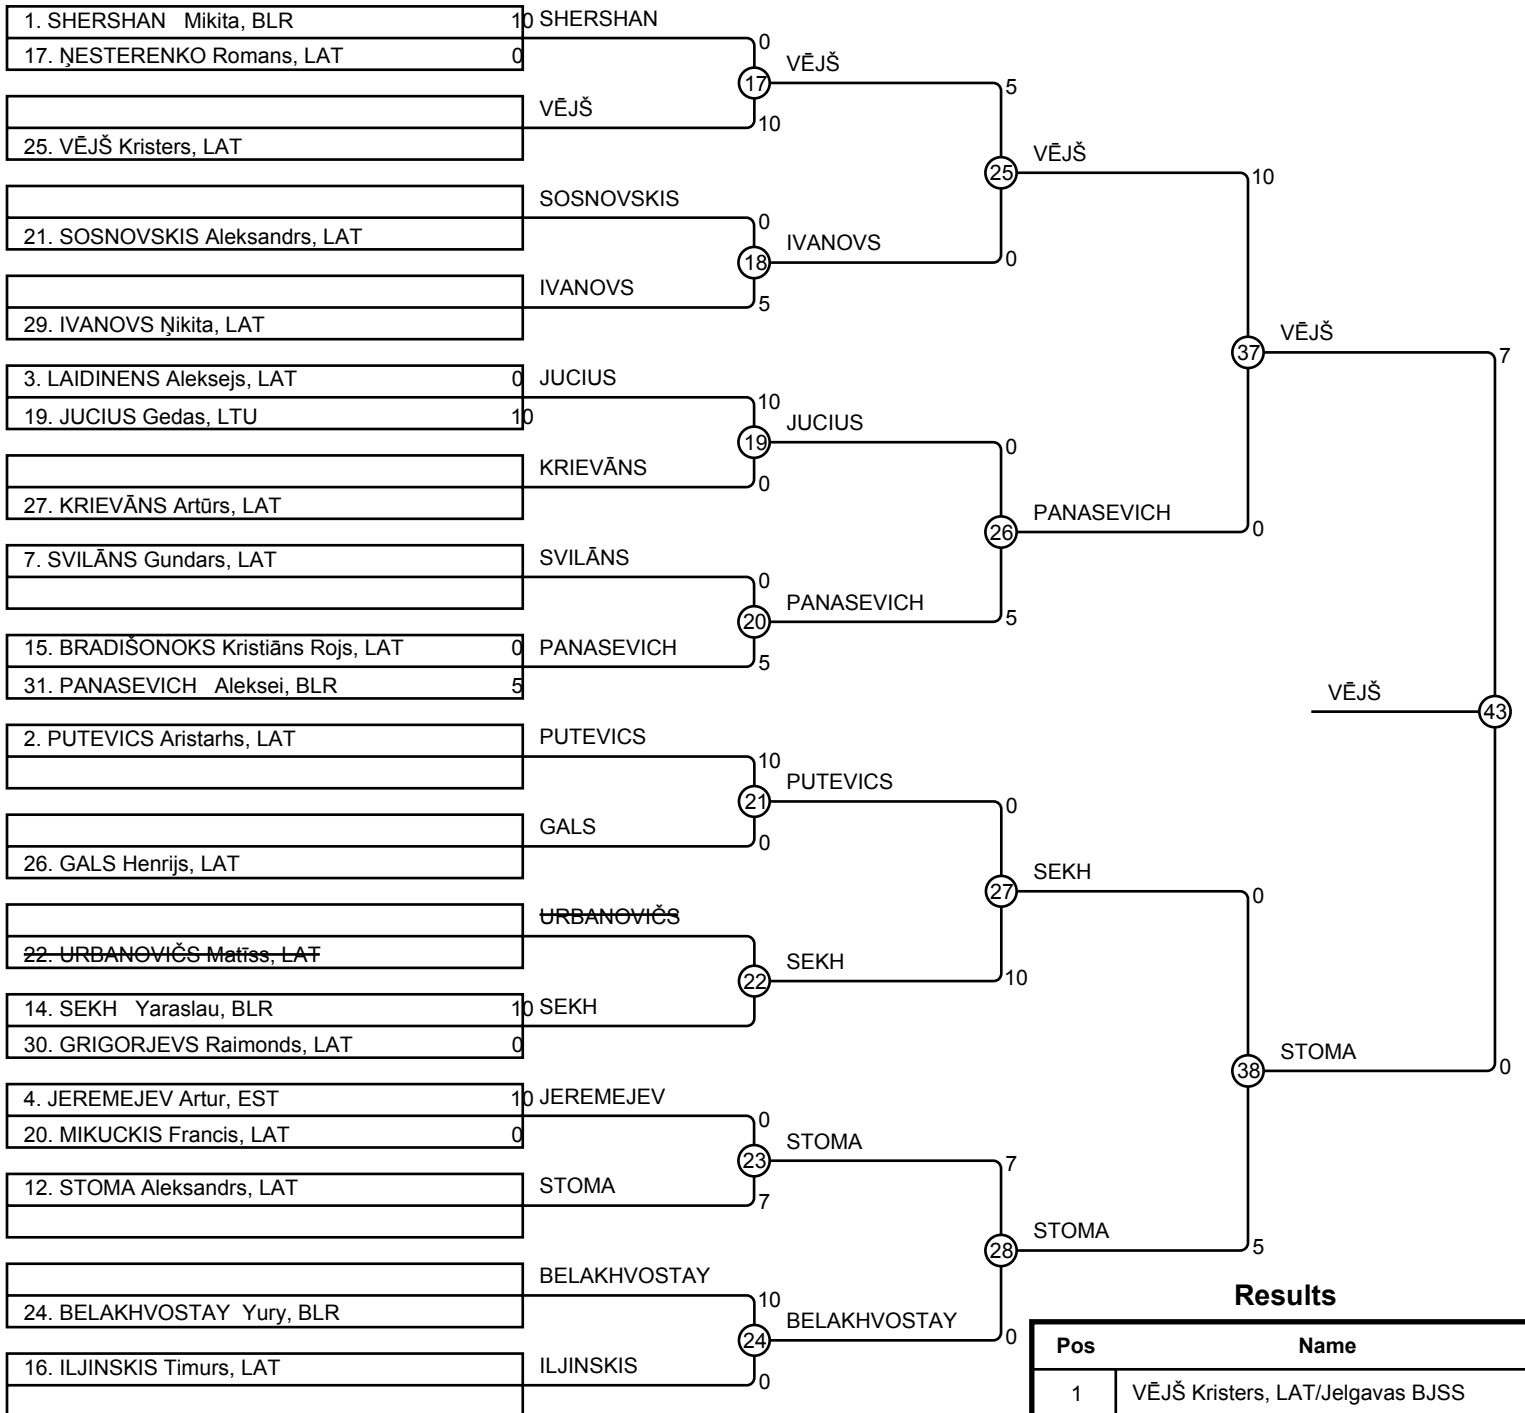 1. SHERSHAN Mikita, BLR 10 SHERSHAN
17. ŅESTERENKO Romans, LAT 0
0
17 VĒJŠ
10
VĒJŠ
25. VĒJŠ Kristers, LAT
5
25 VĒJŠ
0
SOSNOVSKIS
21. SOSNOVSKIS Aleksandrs, LAT
0
18 IVANOVS
5
IVANOVS
29. IVANOVS Ņikita, LAT
10
37 VĒJŠ
0
3. LAIDINENS Aleksejs, LAT 0 JUCIUS
19. JUCIUS Gedas, LTU 10
10
19 JUCIUS
0
KRIEVĀNS
27. KRIEVĀNS Artūrs, LAT
0
26 PANASEVICH
5
7. SVILĀNS Gundars, LAT SVILĀNS
0
20 PANASEVICH
5
15. BRADIŠONOKS Kristiāns Rojs, LAT 0 PANASEVICH
31. PANASEVICH Aleksei, BLR 5
7
VĒJŠ 43
0
2. PUTEVICS Aristarhs, LAT PUTEVICS
10
21 PUTEVICS
0
GALS
26. GALS Henrijs, LAT
0
27 SEKH
10
URBANOVIČS
22. URBANOVIČS Matīss, LAT
22 SEKH
14. SEKH Yaraslau, BLR 10 SEKH
30. GRIGORJEVS Raimonds, LAT 0
0
38 STOMA
5
4. JEREMEJEV Artur, EST 10 JEREMEJEV
20. MIKUCKIS Francis, LAT 0
0
23 STOMA
7
12. STOMA Aleksandrs, LAT STOMA
7
28 STOMA
0
BELAKHVOSTAY
24. BELAKHVOSTAY Yury, BLR
10
24 BELAKHVOSTAY
0
16. ILJINSKIS Timurs, LAT ILJINSKIS
Results
Pos Name
1 VĒJŠ Kristers, LAT/Jelgavas BJSS